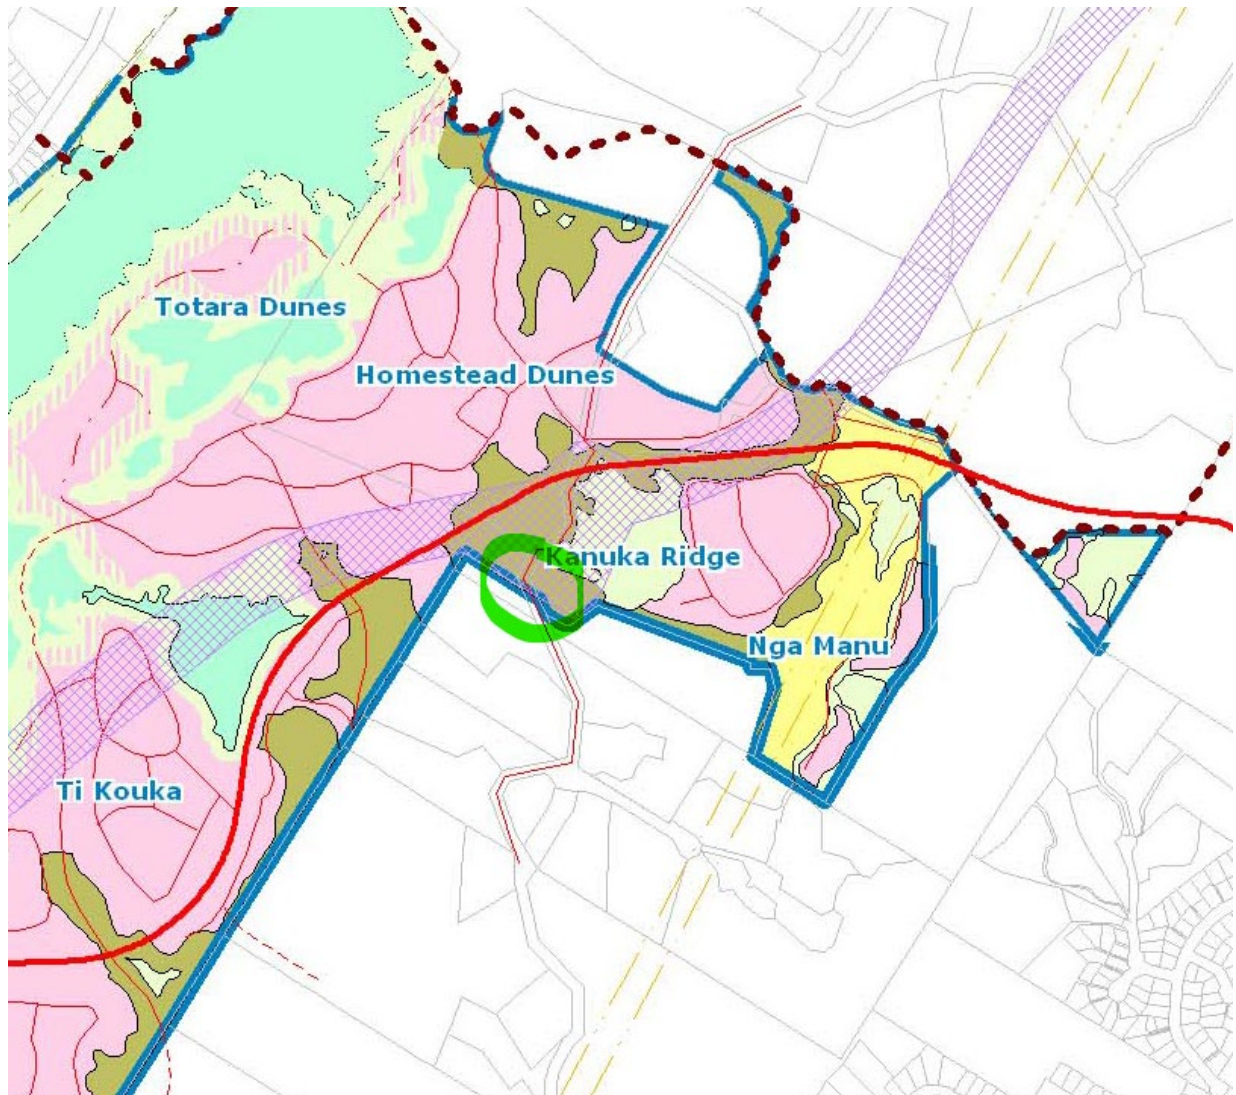 Totara Dunes
Homestead Dunes
Kanuka Ridge
Nga Manu
Ti Kouka